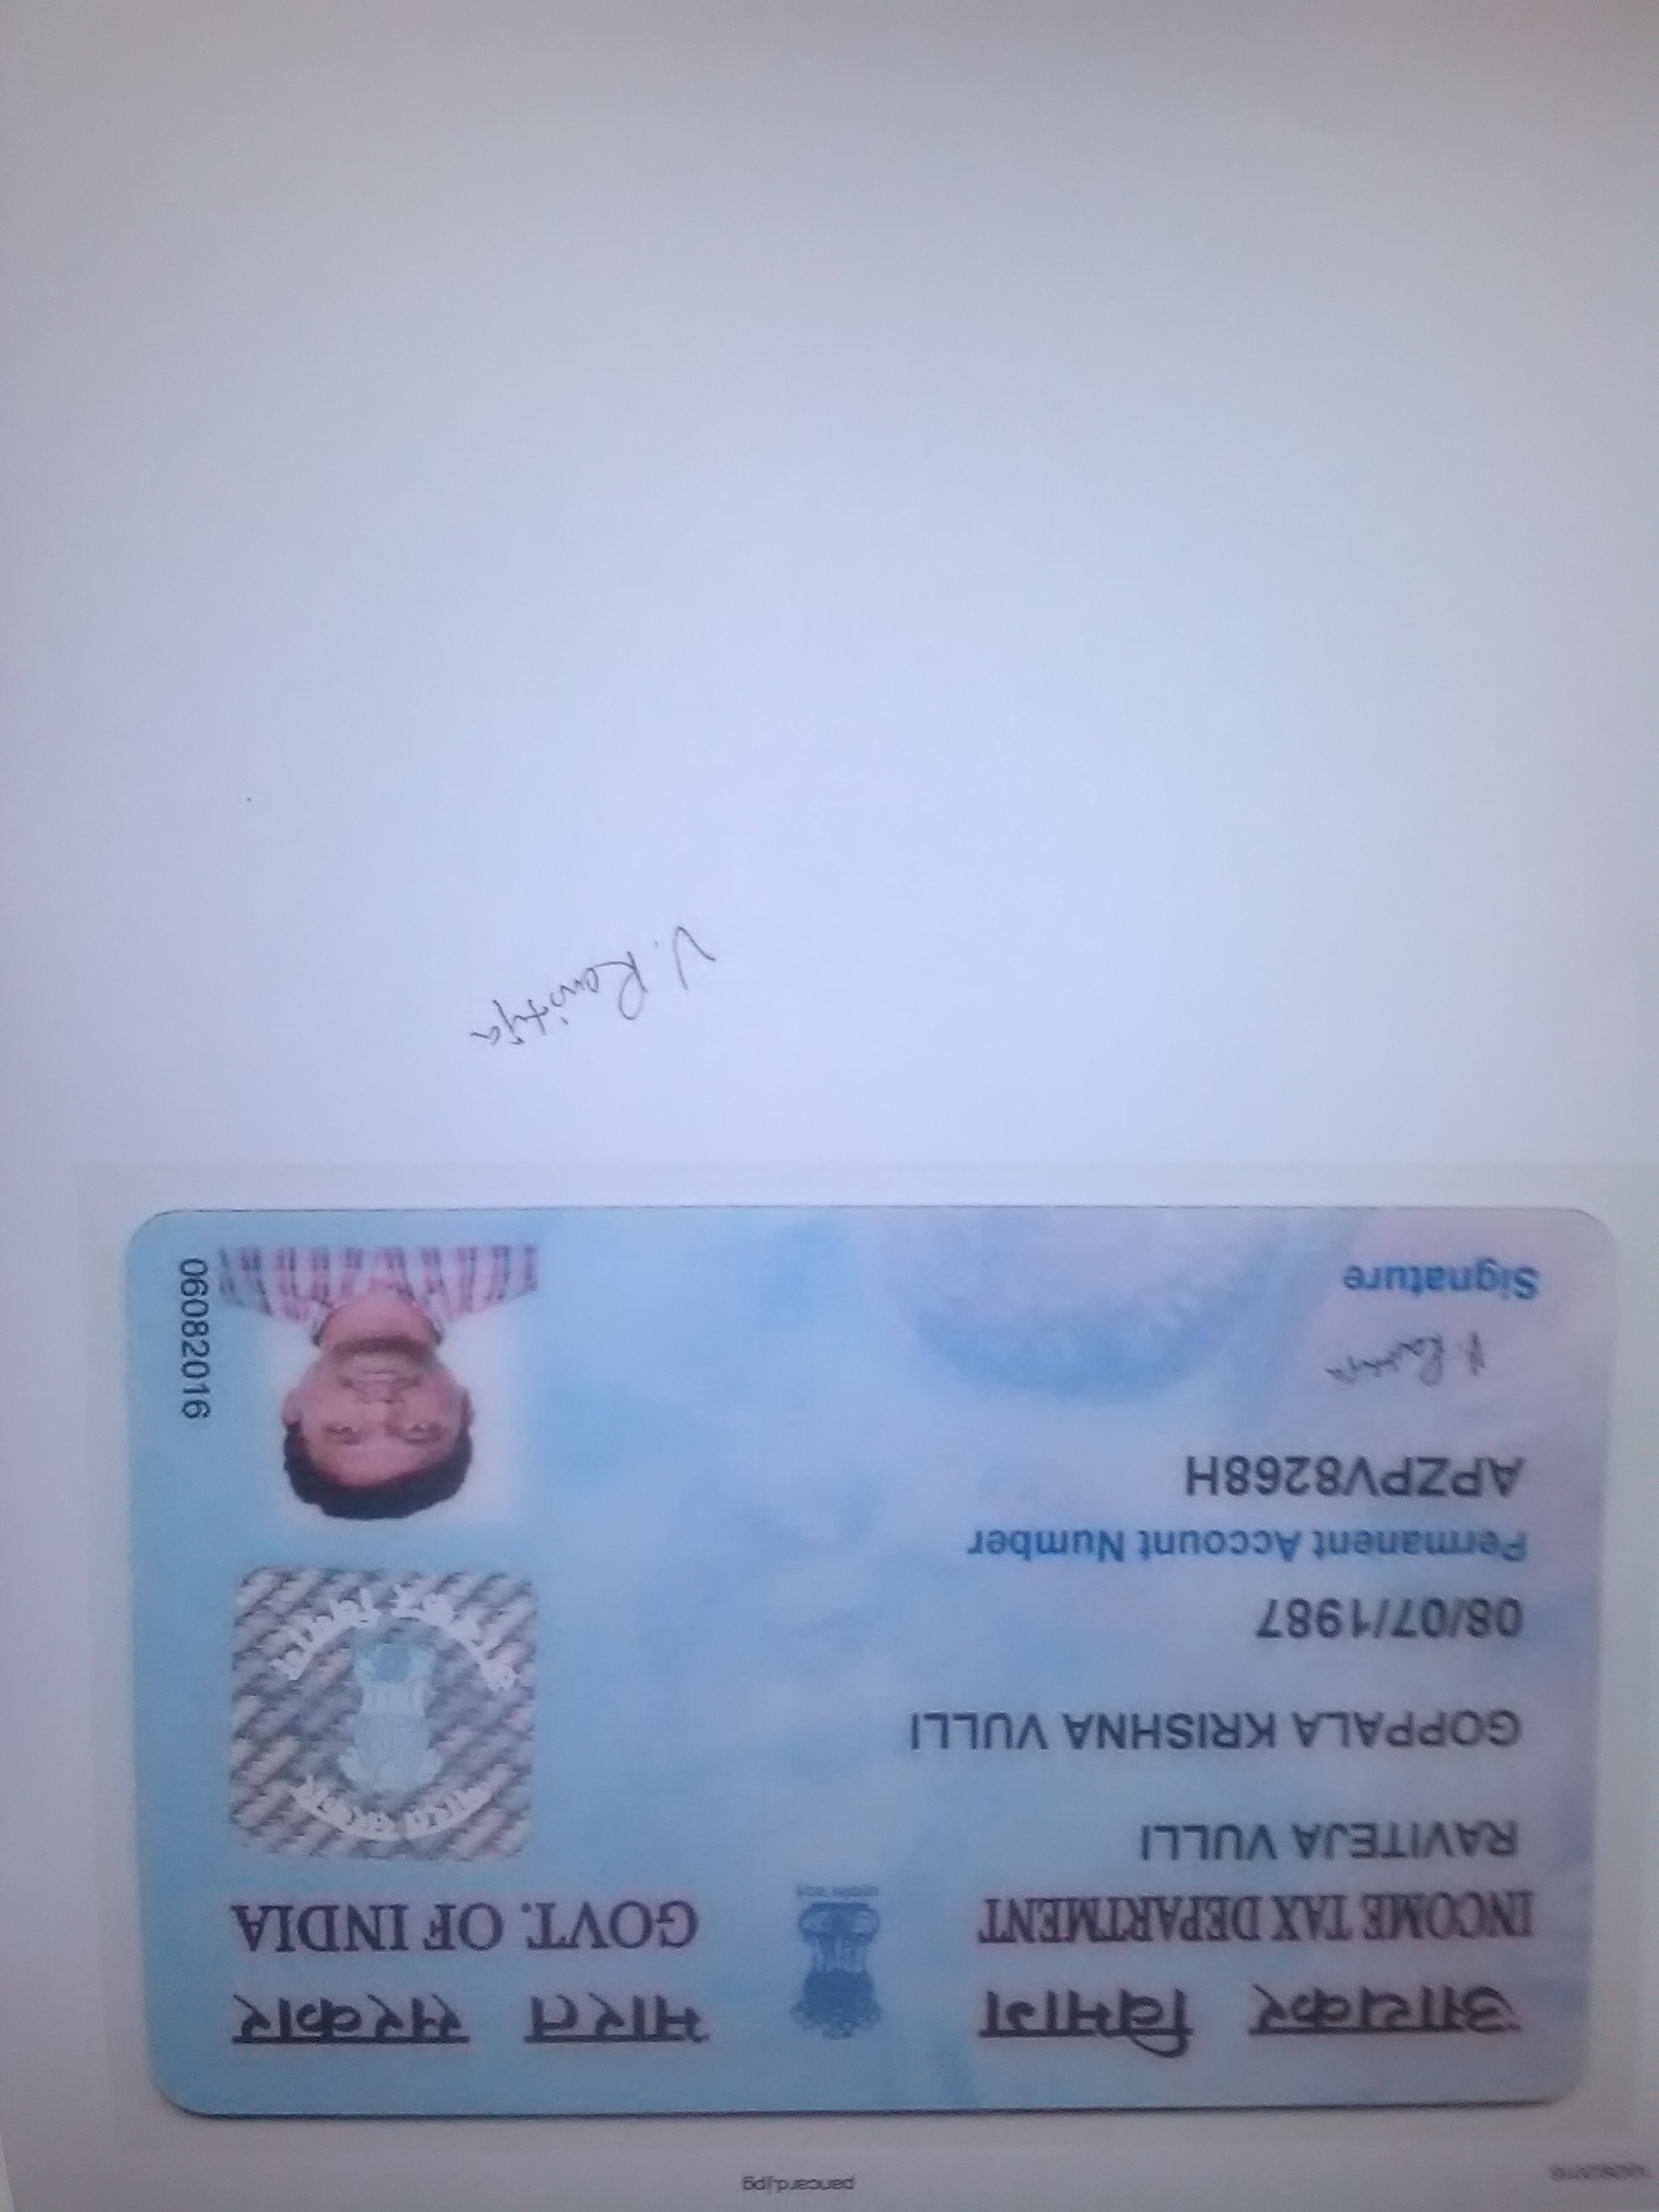 आयकर विभाग
INCOME TAX DEPARTMENT
भारत सरकार
GOVT. OF INDIA
RAVITEJA VULLI
GOPPALA KRISHNA VULLI
08/07/1987
Permanent Account Number
APZPV8268H
V. Raviteja
Signature
06082016
V. Raviteja
pancard.jpg